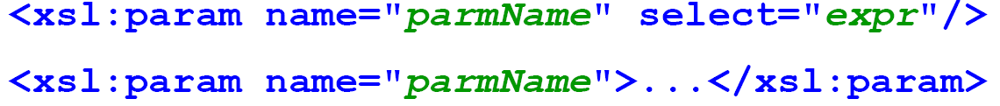 <xsl:param name="parmName" select="expr"/>
<xsl:param name="parmName">...</xsl:param>